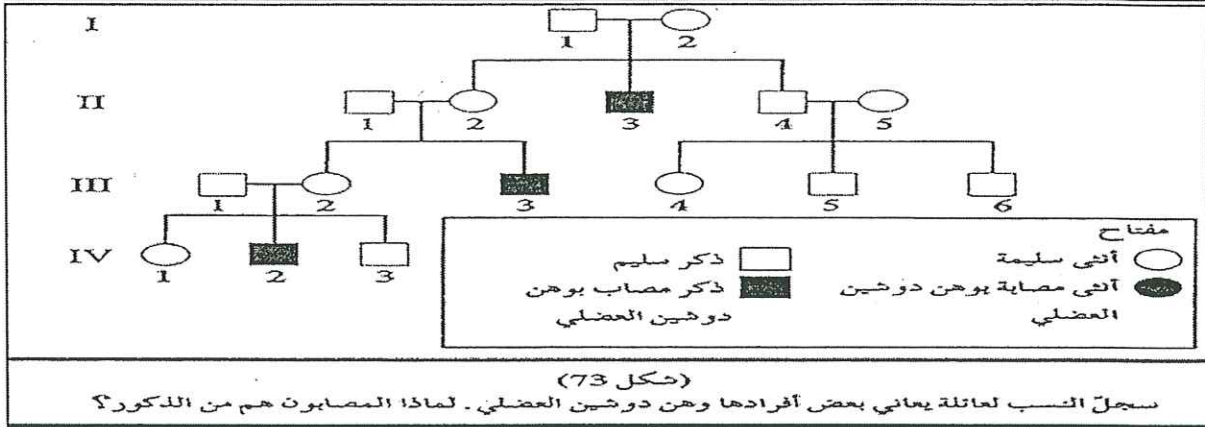 I
1 2
II
1 2 3 4 5
III
1 2 3 4 5 6
IV
1 2 3
مفتاح
أنثى سليمة
ذكر سليم
أنثى مصابة بوهن دوشين العضلي
ذكر مصاب بوهن دوشين العضلي
(شكل 73)
سجلّ النسب لعائلة يعاني بعض أفرادها وهن دوشين العضلي. لماذا المصابون هم من الذكور؟